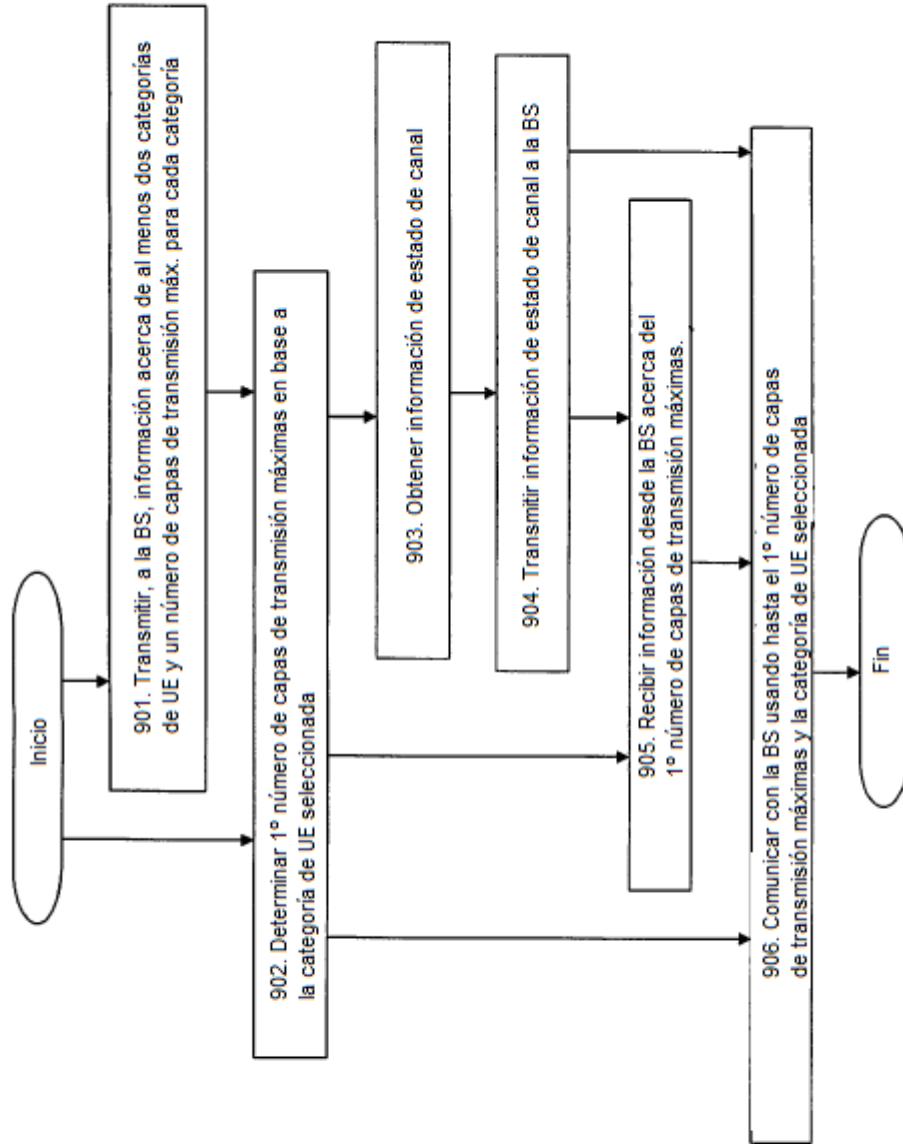 Inicio
901. Transmitir, a la BS, información acerca de al menos dos categorías
de UE y un número de capas de transmisión máx. para cada categoría
902. Determinar 1º número de capas de transmisión máximas en base a
la categoría de UE seleccionada
903. Obtener información de estado de canal
904. Transmitir información de estado de canal a la BS
905. Recibir información desde la BS acerca del
1º número de capas de transmisión máximas.
906. Comunicar con la BS usando hasta el 1º número de capas
de transmisión máximas y la categoría de UE seleccionada
Fin